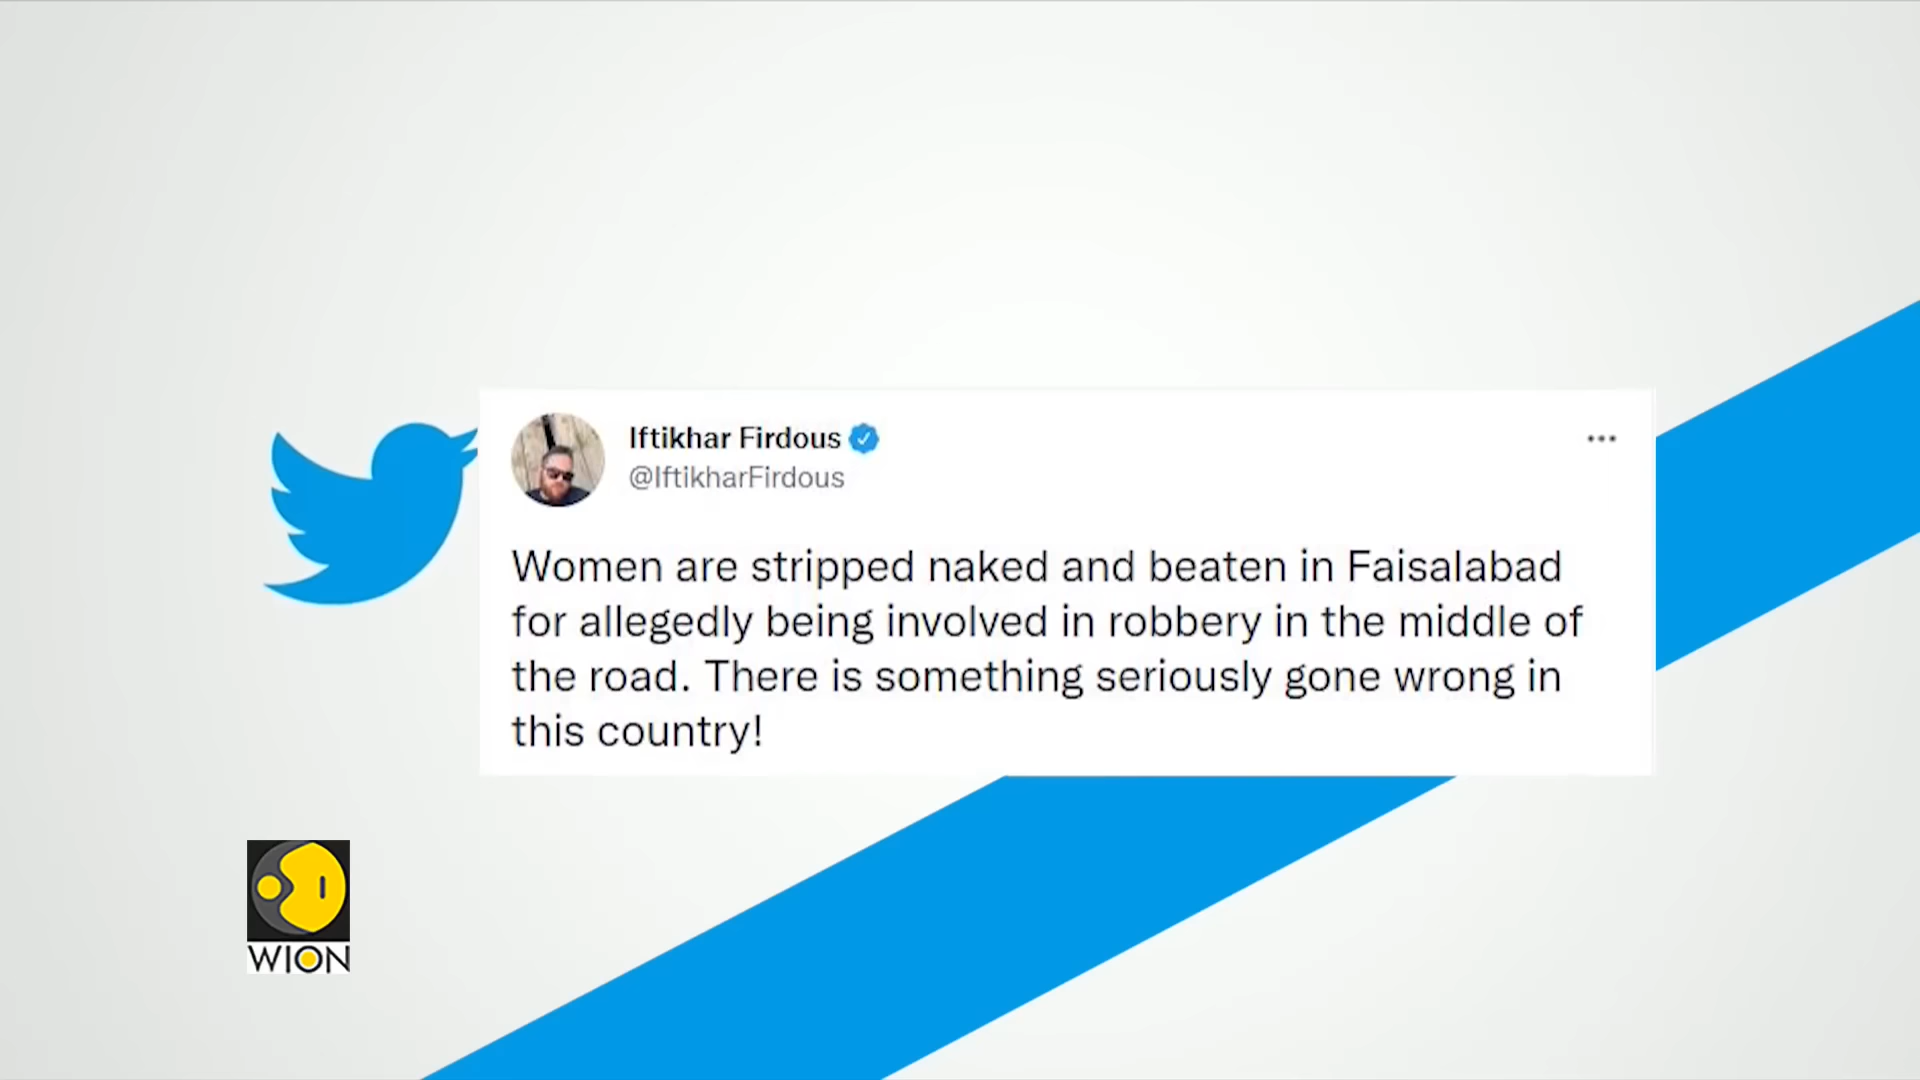 Iftikhar Firdous
@IftikharFirdous
Women are stripped naked and beaten in Faisalabad
for allegedly being involved in robbery in the middle of
the road. There is something seriously gone wrong in
this country!
WION